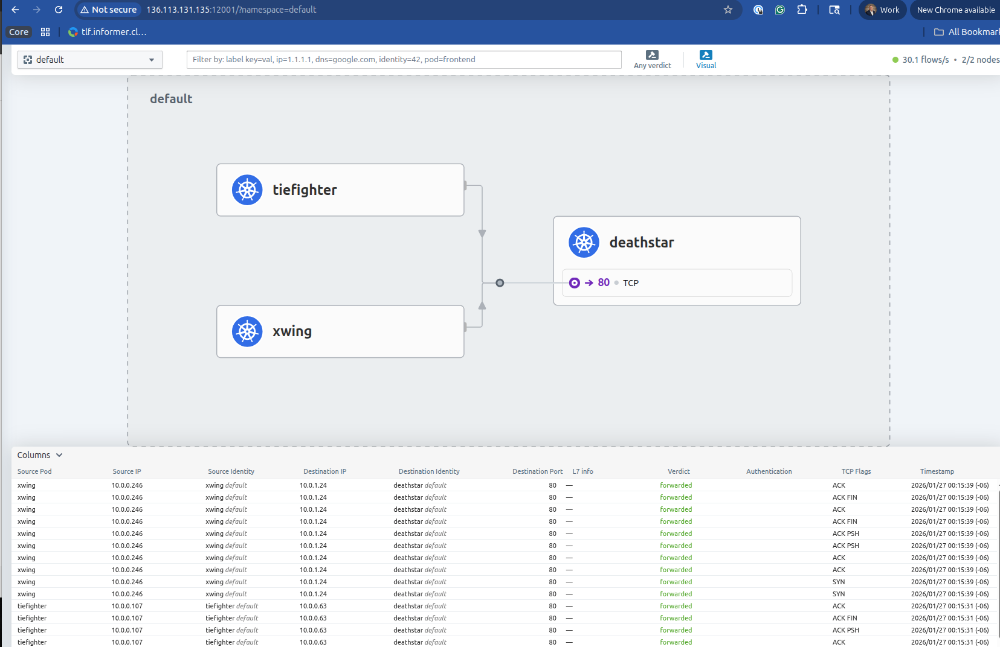 Not secure 136.113.131.135:12001/?namespace=default Work New Chrome available
Core tlf.informer.cl... All Bookmar
default Filter by: label key=val, ip=1.1.1.1, dns=google.com, identity=42, pod=frontend Any verdict Visual 30.1 flows/s • 2/2 nodes
default
tiefighter
deathstar
→ 80 • TCP
xwing
Columns
Source Pod Source IP Source Identity Destination IP Destination Identity Destination Port L7 info Verdict Authentication TCP Flags Timestamp
xwing 10.0.0.246 xwing default 10.0.1.24 deathstar default 80 — forwarded ACK 2026/01/27 00:15:39 (-06)
xwing 10.0.0.246 xwing default 10.0.1.24 deathstar default 80 — forwarded ACK FIN 2026/01/27 00:15:39 (-06)
xwing 10.0.0.246 xwing default 10.0.1.24 deathstar default 80 — forwarded ACK 2026/01/27 00:15:39 (-06)
xwing 10.0.0.246 xwing default 10.0.1.24 deathstar default 80 — forwarded ACK FIN 2026/01/27 00:15:39 (-06)
xwing 10.0.0.246 xwing default 10.0.1.24 deathstar default 80 — forwarded ACK PSH 2026/01/27 00:15:39 (-06)
xwing 10.0.0.246 xwing default 10.0.1.24 deathstar default 80 — forwarded ACK PSH 2026/01/27 00:15:39 (-06)
xwing 10.0.0.246 xwing default 10.0.1.24 deathstar default 80 — forwarded ACK 2026/01/27 00:15:39 (-06)
xwing 10.0.0.246 xwing default 10.0.1.24 deathstar default 80 — forwarded ACK 2026/01/27 00:15:39 (-06)
xwing 10.0.0.246 xwing default 10.0.1.24 deathstar default 80 — forwarded SYN 2026/01/27 00:15:39 (-06)
xwing 10.0.0.246 xwing default 10.0.1.24 deathstar default 80 — forwarded SYN 2026/01/27 00:15:39 (-06)
tiefighter 10.0.0.107 tiefighter default 10.0.0.63 deathstar default 80 — forwarded ACK 2026/01/27 00:15:31 (-06)
tiefighter 10.0.0.107 tiefighter default 10.0.0.63 deathstar default 80 — forwarded ACK FIN 2026/01/27 00:15:31 (-06)
tiefighter 10.0.0.107 tiefighter default 10.0.0.63 deathstar default 80 — forwarded ACK PSH 2026/01/27 00:15:31 (-06)
tiefighter 10.0.0.107 tiefighter default 10.0.0.63 deathstar default 80 — forwarded ACK 2026/01/27 00:15:31 (-06)